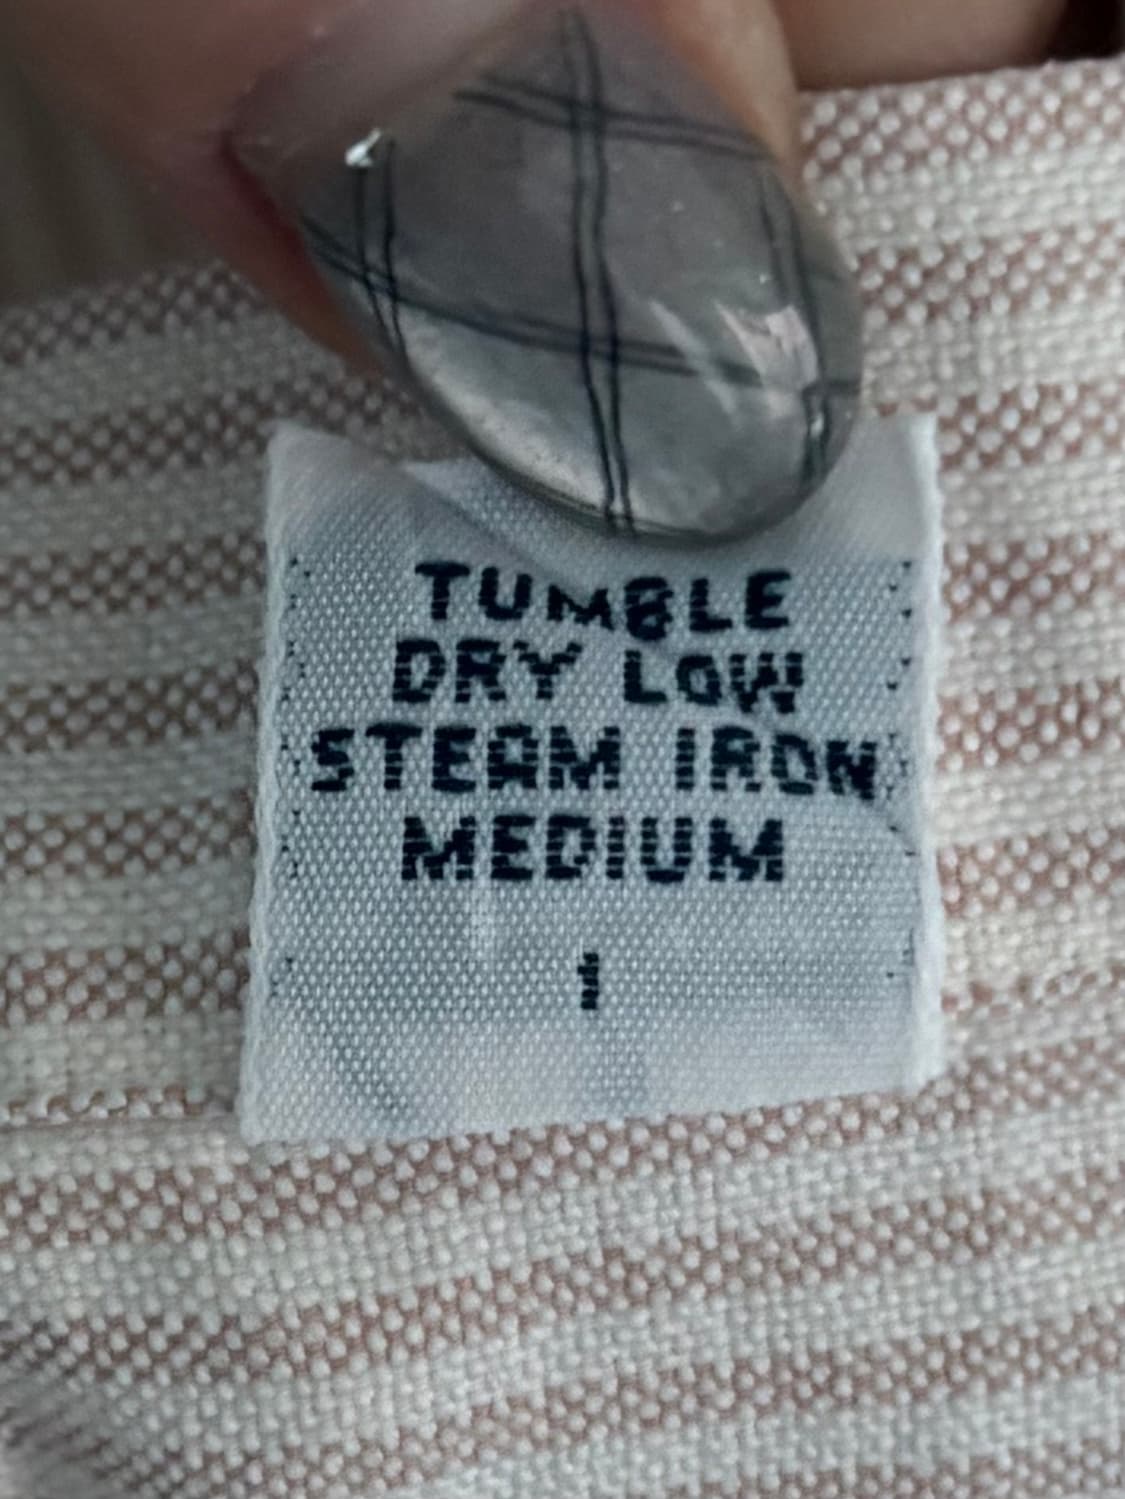 TUMBLE
DRY LOW
STEAM IRON
MEDIUM
1